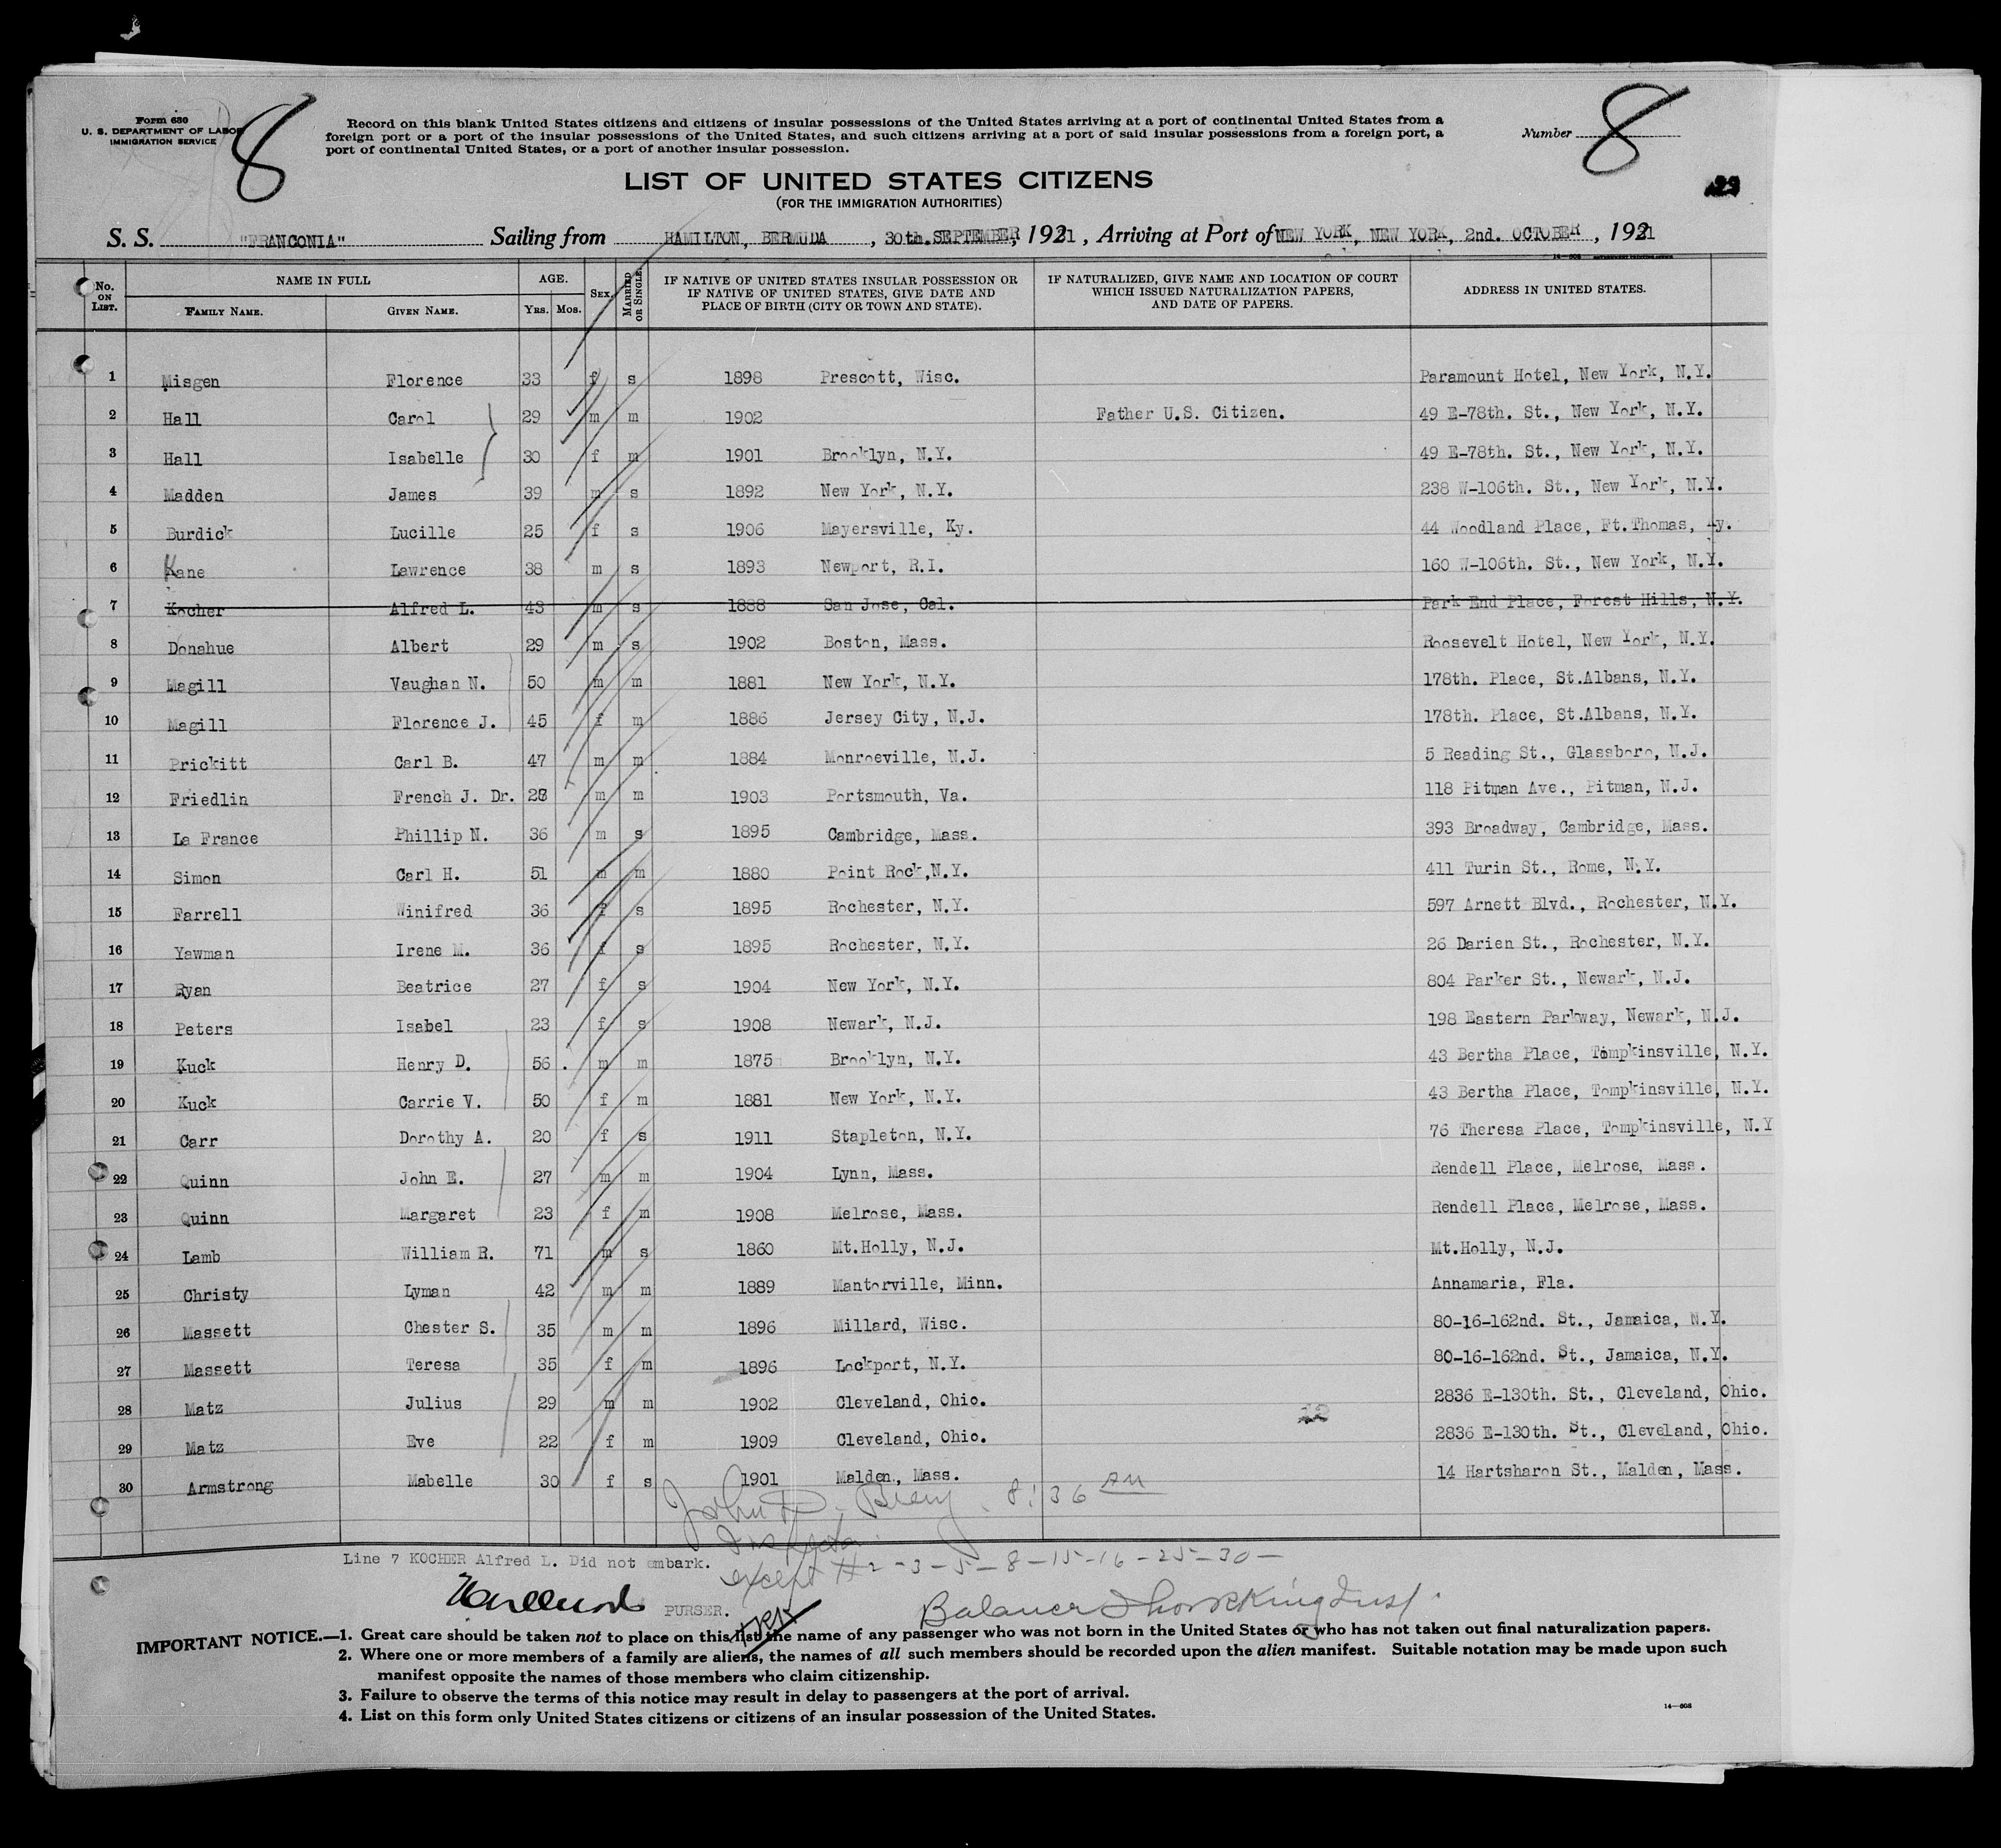 Form 630
U. S. DEPARTMENT OF LABOR
IMMIGRATION SERVICE
8
Record on this blank United States citizens and citizens of insular possessions of the United States arriving at a port of continental United States from a
foreign port or a port of the insular possessions of the United States, and such citizens arriving at a port of said insular possessions from a foreign port, a
port of continental United States, or a port of another insular possession.
Number 8
LIST OF UNITED STATES CITIZENS
(FOR THE IMMIGRATION AUTHORITIES)
S. S. "FRANCONIA" Sailing from HAMILTON, BERMUDA, 30th. SEPTEMBER, 1921, Arriving at Port of NEW YORK, NEW YORK, 2nd. OCTOBER, 1921
No. ON LIST. NAME IN FULL AGE. SEX. MARRIED OR SINGLE. IF NATIVE OF UNITED STATES INSULAR POSSESSION OR IF NATIVE OF UNITED STATES, GIVE DATE AND PLACE OF BIRTH (CITY OR TOWN AND STATE). IF NATURALIZED, GIVE NAME AND LOCATION OF COURT WHICH ISSUED NATURALIZATION PAPERS, AND DATE OF PAPERS. ADDRESS IN UNITED STATES.
FAMILY NAME. GIVEN NAME. YRS. MOS.
1 Misgen Florence 33 f s 1898 Prescott, Wisc. Paramount Hotel, New York, N.Y.
2 Hall Carol 29 m m 1902 Father U.S. Citizen. 49 E-78th. St., New York, N.Y.
3 Hall Isabelle 30 f m 1901 Brooklyn, N.Y. 49 E-78th. St., New York, N.Y.
4 Madden James 39 m s 1892 New York, N.Y. 238 W-106th. St., New York, N.Y.
5 Burdick Lucille 25 f s 1906 Mayersville, Ky. 44 Woodland Place, Ft.Thomas, Ky.
6 Kane Lawrence 38 m s 1893 Newport, R.I. 160 W-106th. St., New York, N.Y.
7 Kocher Alfred L. 43 m s 1888 San Jose, Cal. Park End Place, Forest Hills, N.Y.
8 Donahue Albert 29 m s 1902 Boston, Mass. Roosevelt Hotel, New York, N.Y.
9 Magill Vaughan N. 50 m m 1881 New York, N.Y. 178th. Place, St.Albans, N.Y.
10 Magill Florence J. 45 f m 1886 Jersey City, N.J. 178th. Place, St.Albans, N.Y.
11 Prickitt Carl B. 47 m m 1884 Monroeville, N.J. 5 Reading St., Glassboro, N.J.
12 Friedlin French J. Dr. 28 m m 1903 Portsmouth, Va. 118 Pitman Ave., Pitman, N.J.
13 La France Phillip N. 36 m s 1895 Cambridge, Mass. 393 Broadway, Cambridge, Mass.
14 Simon Carl H. 51 m m 1880 Point Rock,N.Y. 411 Turin St., Rome, N.Y.
15 Farrell Winifred 36 f s 1895 Rochester, N.Y. 597 Arnett Blvd., Rochester, N.Y.
16 Yawman Irene M. 36 f s 1895 Rochester, N.Y. 26 Darien St., Rochester, N.Y.
17 Ryan Beatrice 27 f s 1904 New York, N.Y. 804 Parker St., Newark, N.J.
18 Peters Isabel 23 f s 1908 Newark, N.J. 198 Eastern Parkway, Newark, N.J.
19 Kuck Henry D. 56 m m 1875 Brooklyn, N.Y. 43 Bertha Place, Tompkinsville, N.Y.
20 Kuck Carrie V. 50 f m 1881 New York, N.Y. 43 Bertha Place, Tompkinsville, N.Y.
21 Carr Dorothy A. 20 f s 1911 Stapleton, N.Y. 76 Theresa Place, Tompkinsville, N.Y
22 Quinn John E. 27 m m 1904 Lynn, Mass. Rendell Place, Melrose, Mass.
23 Quinn Margaret 23 f m 1908 Melrose, Mass. Rendell Place, Melrose, Mass.
24 Lamb William R. 71 m s 1860 Mt.Holly, N.J. Mt.Holly, N.J.
25 Christy Lyman 42 m m 1889 Mantorville, Minn. Annamaria, Fla.
26 Massett Chester S. 35 m m 1896 Millard, Wisc. 80-16-162nd. St., Jamaica, N.Y.
27 Massett Teresa 35 f m 1896 Lockport, N.Y. 80-16-162nd. St., Jamaica, N.Y.
28 Matz Julius 29 m m 1902 Cleveland, Ohio. 2836 E-130th. St., Cleveland, Ohio.
29 Matz Eve 22 f m 1909 Cleveland, Ohio. 2836 E-130th. St., Cleveland, Ohio.
30 Armstrong Mabelle 30 f s 1901 Malden, Mass. 14 Hartsharon St., Malden, Mass.
John 8:36 AM
Inspector
Line 7 KOCHER Alfred L. Did not embark.
except #2-3-5-8-15-16-25-30-
PURSER.
Balance
IMPORTANT NOTICE.—1. Great care should be taken not to place on this list the name of any passenger who was not born in the United States or who has not taken out final naturalization papers.
2. Where one or more members of a family are aliens, the names of all such members should be recorded upon the alien manifest. Suitable notation may be made upon such
manifest opposite the names of those members who claim citizenship.
3. Failure to observe the terms of this notice may result in delay to passengers at the port of arrival.
4. List on this form only United States citizens or citizens of an insular possession of the United States.
14—608